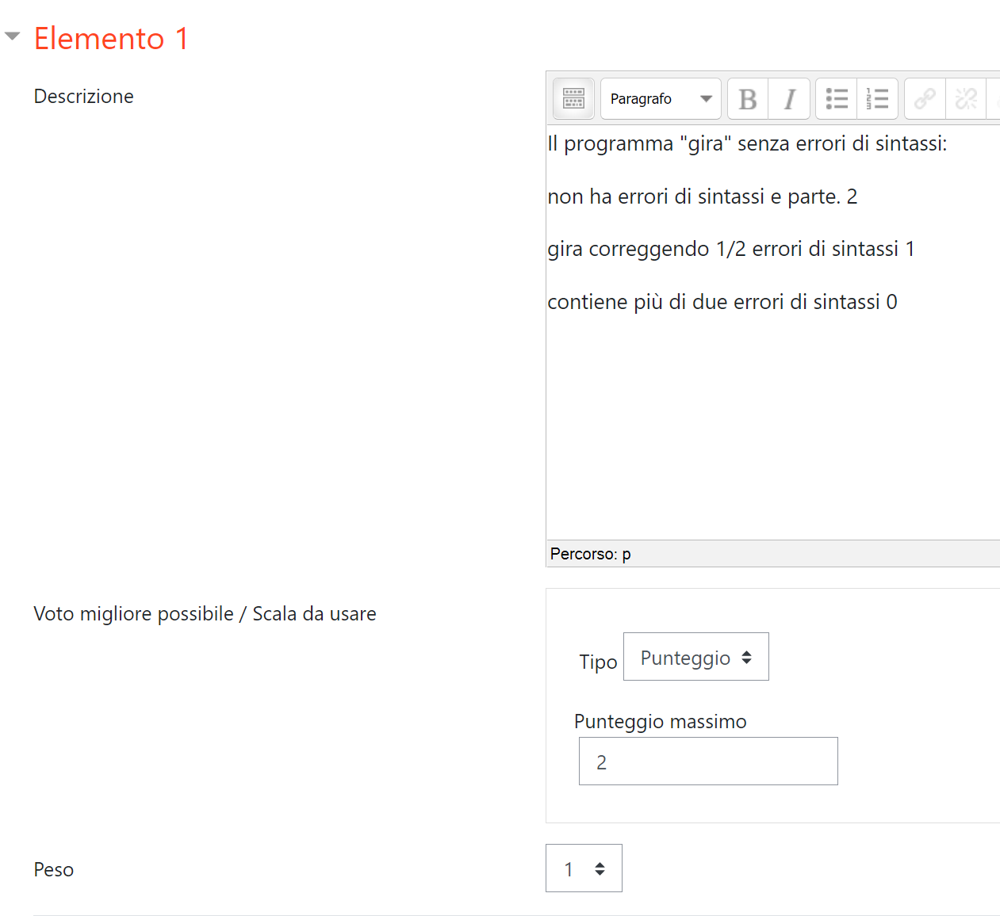 Elemento 1
Descrizione
Paragrafo B I
Il programma "gira" senza errori di sintassi:
non ha errori di sintassi e parte. 2
gira correggendo 1/2 errori di sintassi 1
contiene più di due errori di sintassi 0
Percorso: p
Voto migliore possibile / Scala da usare
Tipo Punteggio
Punteggio massimo
2
Peso 1